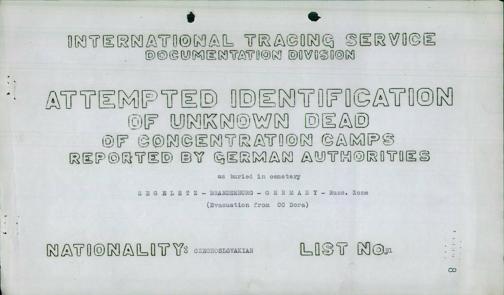 INTERNATIONAL TRACING SERVICE
DOCUMENTATION DIVISION
ATTEMPTED IDENTIFICATION
OF UNKNOWN DEAD
OF CONCENTRATION CAMPS
REPORTED BY GERMAN AUTHORITIES
as buried in cemetery
S E G E L E T Z - BRANDENBURG - G E R M A N Y - Russ. Zone
(Evacuation from CC Dora)
NATIONALITY: CZECHOSLOVAKIAN LIST NO.
8